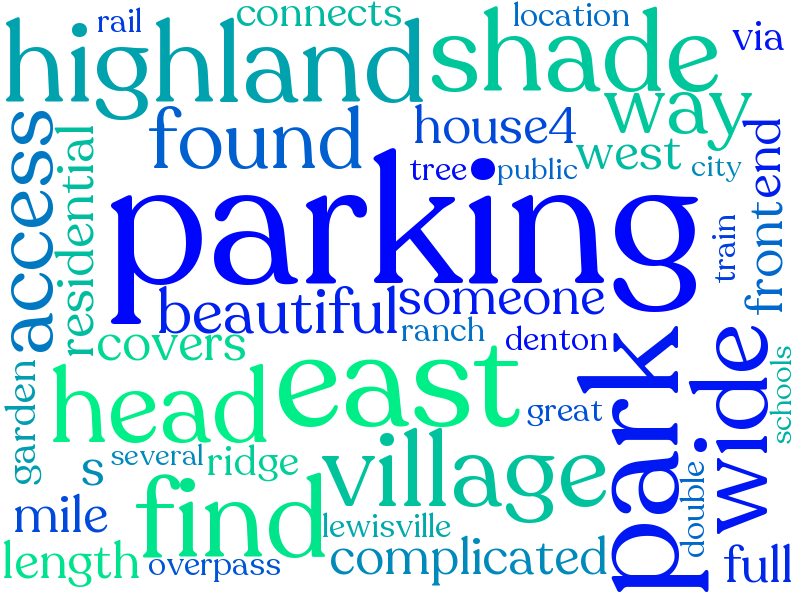 rail
connects
location
via
highland
shade
way
access
residential
found
house4
west
tree
public
city
end
front
train
parking
beautiful
someone
ranch
denton
covers
park
wide
schools
garden
head
east
great
s
several
ridge
village
double
find
mile
lewisville
length
overpass
complicated
full